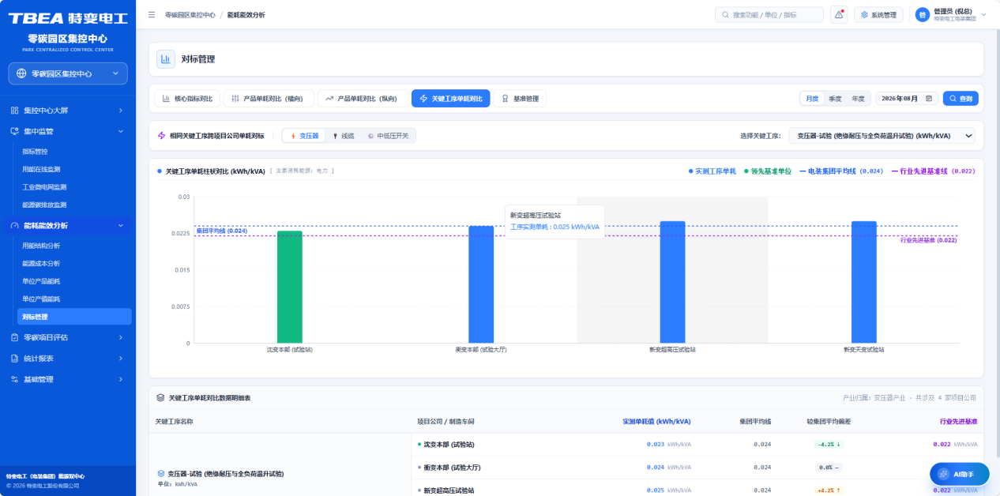 TBEA 特变电工
零碳园区集控中心
PARK CENTRALIZED CONTROL CENTER
零碳园区集控中心
集控中心大屏
集中监管
指标管控
用能在线监测
工业微电网监测
能源碳排放监测
能耗能效分析
用能结构分析
能源成本分析
单位产品能耗
单位产值能耗
对标管理
零碳项目评估
统计报表
基础管理
特变电工（电装集团）能源双中心
© 2026 特变电工股份有限公司
零碳园区集控中心 / 能耗能效分析
搜索功能 / 单位 / 指标
系统管理
管 管理员 (倪总)
特变电工电装集团
对标管理
核心指标对比 产品单耗对比（横向） 产品单耗对比（纵向） 关键工序单耗对比 基准管理
月度 季度 年度 2026年08月 查询
相同关键工序跨项目公司单耗对标 变压器 线缆 中低压开关
选择关键工序: 变压器-试验 (绝缘耐压与全负荷温升试验) (kWh/kVA)
关键工序单耗柱状对比 (kWh/kVA) [ 主要消耗能源: 电力 ]
实测工序单耗 领先基准单位 电装集团平均线 (0.024) 行业先进基准线 (0.022)
0.03
0.0225
0.015
0.0075
0
集团平均线 (0.024)
行业先进基准 (0.022)
新变超高压试验站
工序实测单耗 : 0.025 kWh/kVA
沈变本部 (试验站) 衡变本部 (试验大厅) 新变超高压试验站 新变天变试验站
关键工序单耗对比数据明细表
产业归属: 变压器产业 · 共涉及 4 家项目公司
关键工序名称 项目公司 / 制造车间 实测单耗值 (kWh/kVA) 集团平均线 较集团平均偏差 行业先进基准
变压器-试验 (绝缘耐压与全负荷温升试验)
单位: kWh/kVA
沈变本部 (试验站) 0.023 kWh/kVA 0.024 -4.2% ↓ 0.022 kWh/kVA
衡变本部 (试验大厅) 0.024 kWh/kVA 0.024 0.0% –
新变超高压试验站 0.025 kWh/kVA 0.024 +4.2% ↑ 0.022 kWh/kVA
AI助手